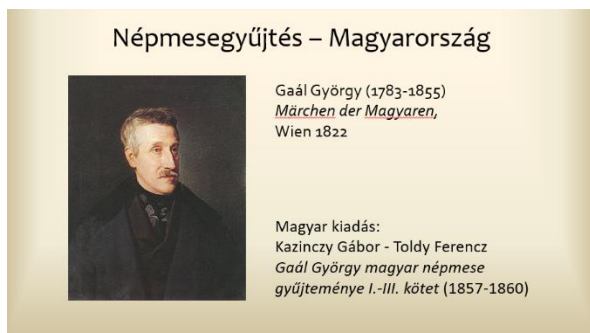 Népmesegyűjtés – Magyarország
Gaál György (1783-1855)
Märchen der Magyaren,
Wien 1822
Magyar kiadás:
Kazinczy Gábor - Toldy Ferencz
Gaál György magyar népmese
gyűjteménye I.-III. kötet (1857-1860)